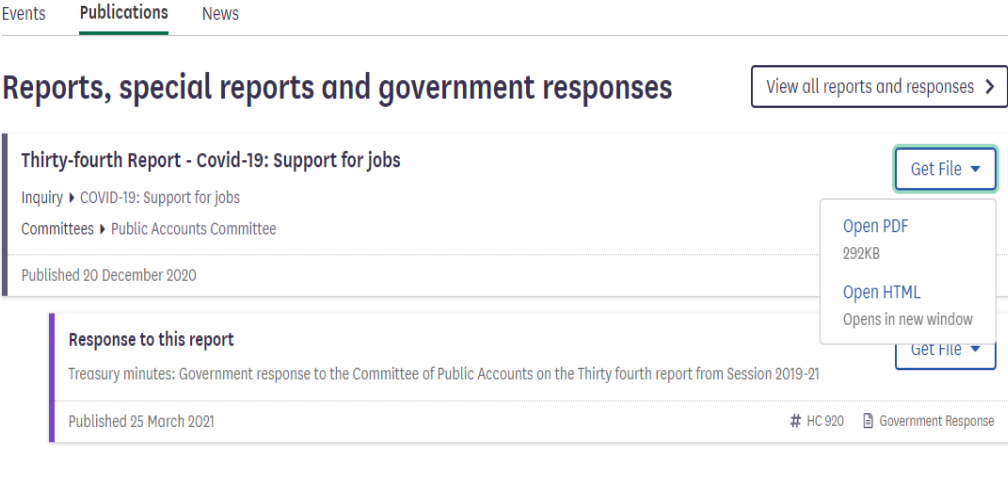 Events Publications News
Reports, special reports and government responses
View all reports and responses
Thirty-fourth Report - Covid-19: Support for jobs
Get File
Inquiry COVID-19: Support for jobs
Committees Public Accounts Committee
Open PDF
292KB
Open HTML
Opens in new window
Published 20 December 2020
Response to this report
Get File
Treasury minutes: Government response to the Committee of Public Accounts on the Thirty fourth report from Session 2019-21
Published 25 March 2021
# HC 920 Government Response